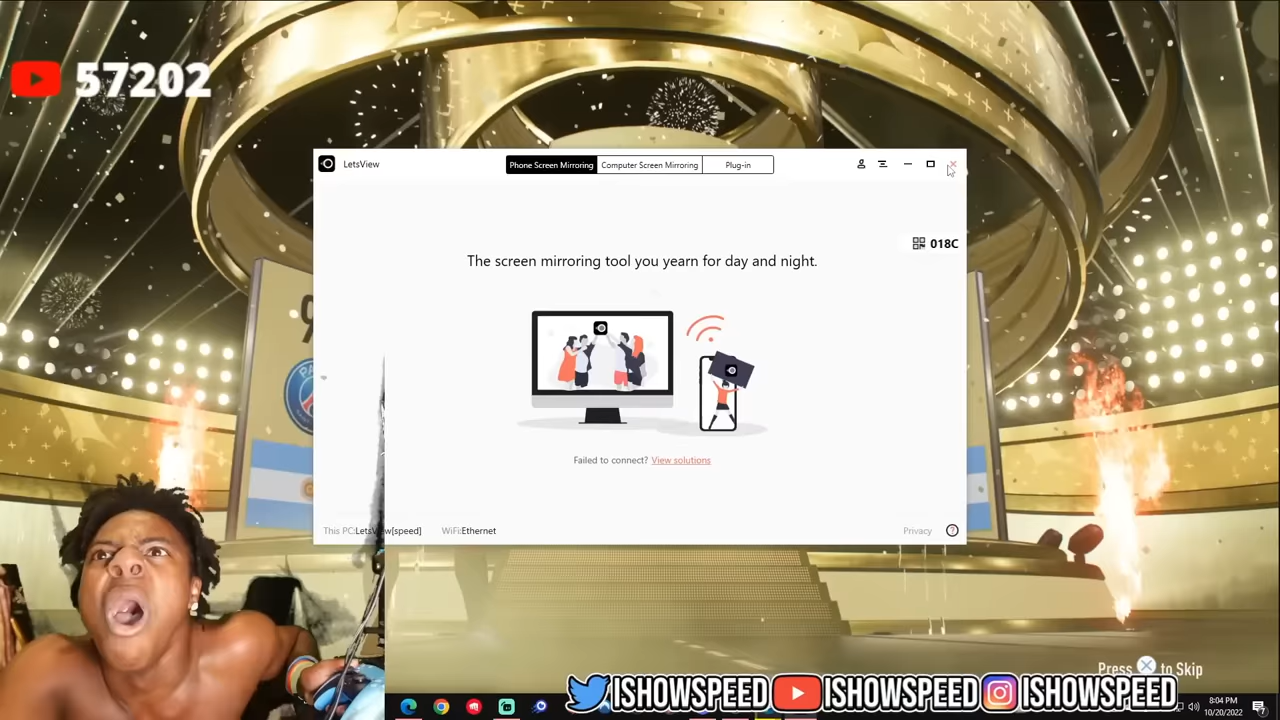 57202
LetsView
Phone Screen Mirroring
Computer Screen Mirroring
Plug-in
018C
The screen mirroring tool you yearn for day and night.
Failed to connect? View solutions
This PC:LetsView[speed]
WiFi:Ethernet
Privacy
?
Press to Skip
ISHOWSPEED ISHOWSPEED ISHOWSPEED
8:04 PM
10/20/2022